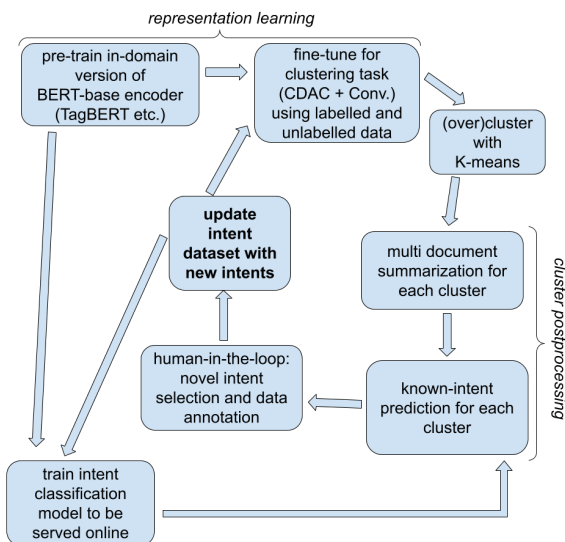 representation learning
pre-train in-domain
version of
BERT-base encoder
(TagBERT etc.)
fine-tune for
clustering task
(CDAC + Conv.)
using labelled and
unlabelled data
(over)cluster
with
K-means
update
intent
dataset with
new intents
multi document
summarization for
each cluster
cluster postprocessing
human-in-the-loop:
novel intent
selection and data
annotation
known-intent
prediction for each
cluster
train intent
classification
model to be
served online